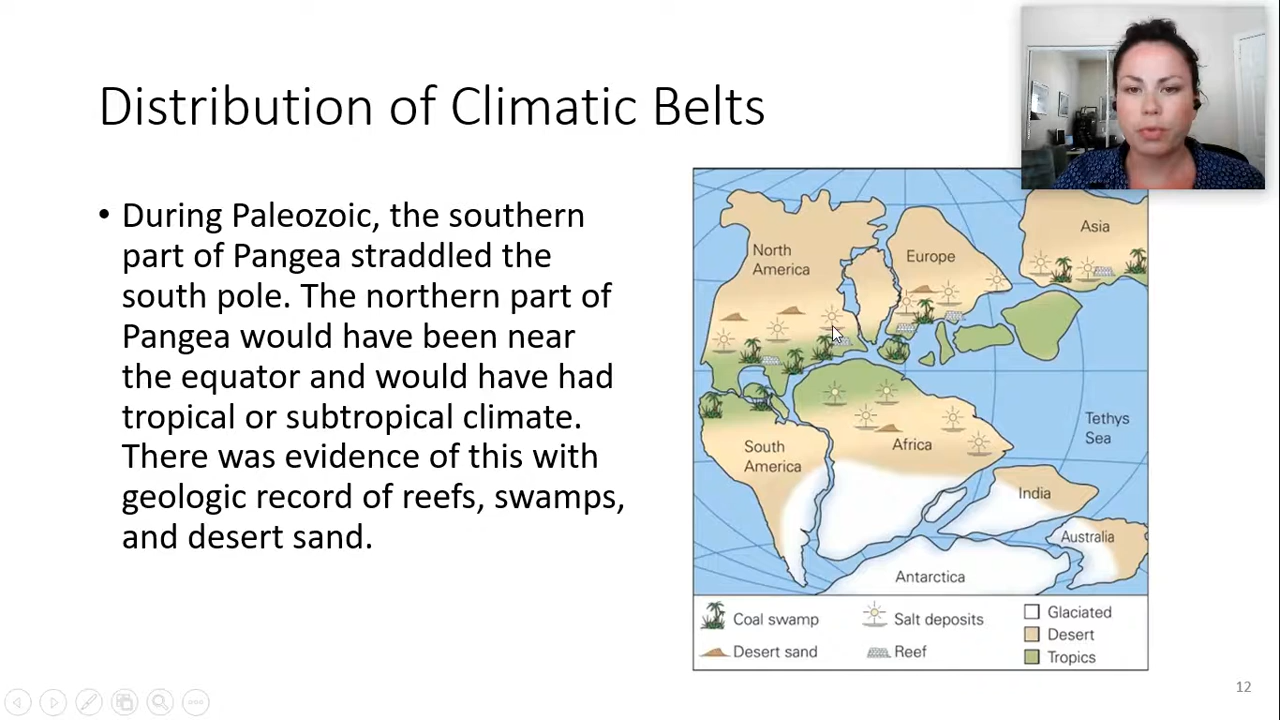 Distribution of Climatic Belts
• During Paleozoic, the southern
part of Pangea straddled the
south pole. The northern part of
Pangea would have been near
the equator and would have had
tropical or subtropical climate.
There was evidence of this with
geologic record of reefs, swamps,
and desert sand.
North
America
Europe
Asia
Tethys
Sea
South
America
Africa
India
Australia
Antarctica
Coal swamp
Salt deposits
Glaciated
Desert
Desert sand
Reef
Tropics
12